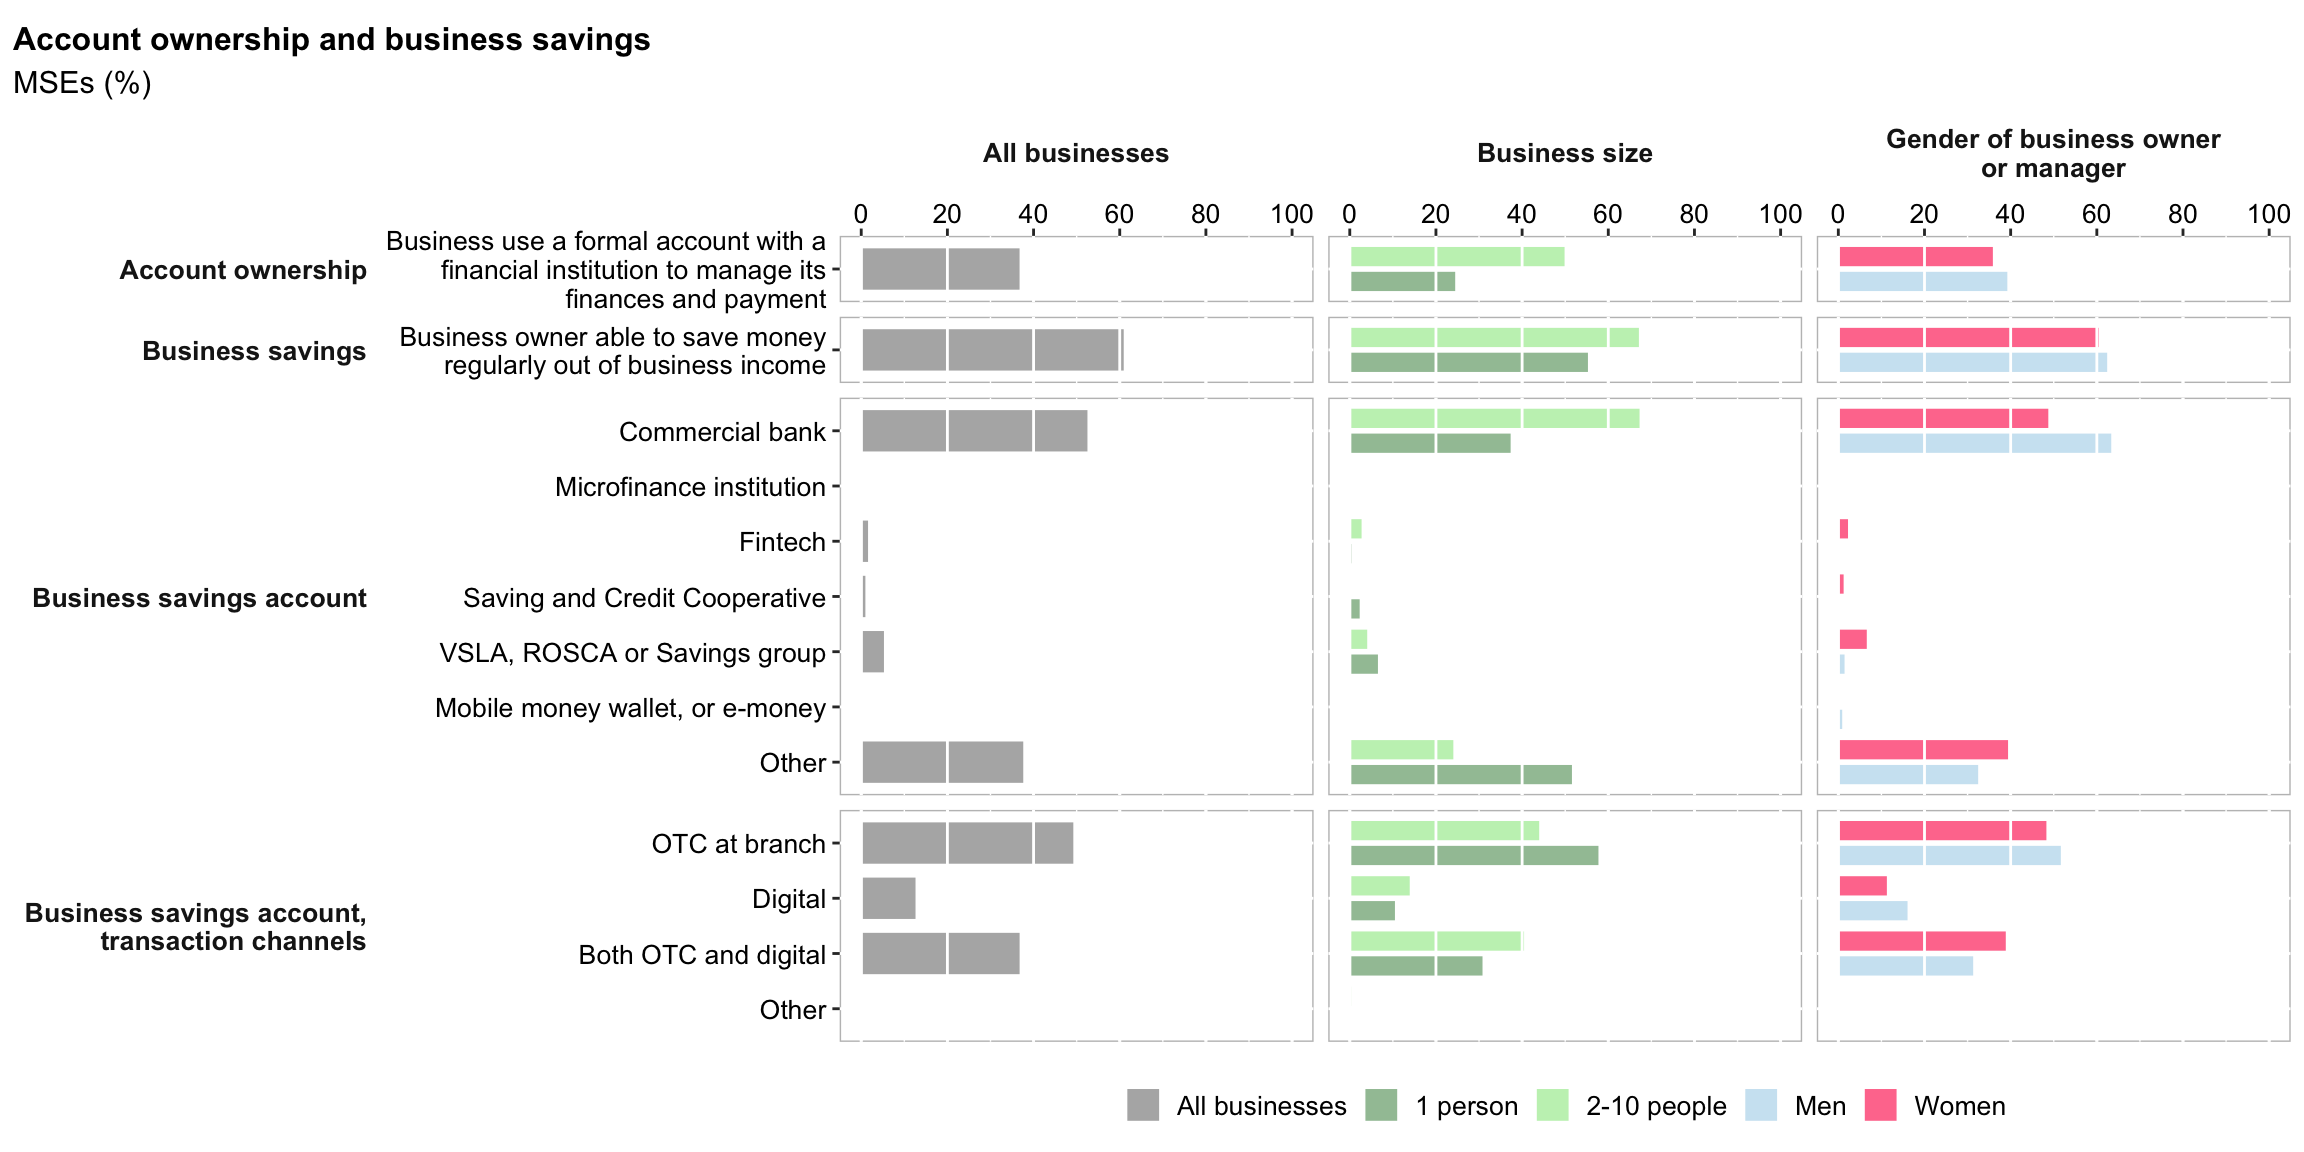 Account ownership and business savings
MSEs (%)
All businesses
Business size
Gender of business owner
or manager
0 20 40 60 80 100
0 20 40 60 80 100
0 20 40 60 80 100
Account ownership
Business use a formal account with a
financial institution to manage its
finances and payment
Business savings
Business owner able to save money
regularly out of business income
Business savings account
Commercial bank
Microfinance institution
Fintech
Saving and Credit Cooperative
VSLA, ROSCA or Savings group
Mobile money wallet, or e-money
Other
Business savings account,
transaction channels
OTC at branch
Digital
Both OTC and digital
Other
All businesses 1 person 2-10 people Men Women